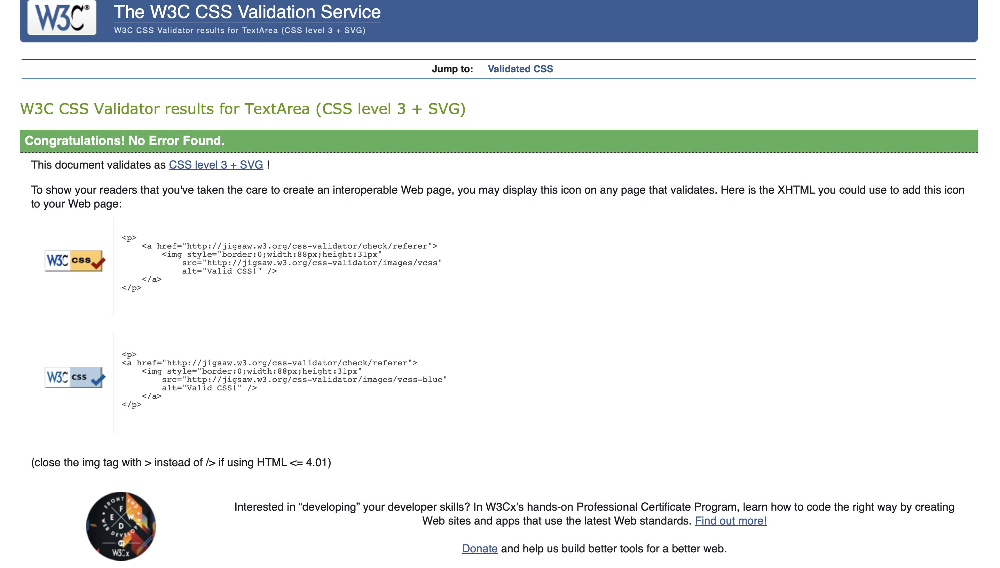 W3C®
The W3C CSS Validation Service
W3C CSS Validator results for TextArea (CSS level 3 + SVG)
Jump to: Validated CSS
W3C CSS Validator results for TextArea (CSS level 3 + SVG)
Congratulations! No Error Found.
This document validates as CSS level 3 + SVG !
To show your readers that you've taken the care to create an interoperable Web page, you may display this icon on any page that validates. Here is the XHTML you could use to add this icon
to your Web page:
W3C css
<p>
    <a href="http://jigsaw.w3.org/css-validator/check/referer">
        <img style="border:0;width:88px;height:31px"
            src="http://jigsaw.w3.org/css-validator/images/vcss"
            alt="Valid CSS!" />
    </a>
</p>
W3C css
<p>
<a href="http://jigsaw.w3.org/css-validator/check/referer">
    <img style="border:0;width:88px;height:31px"
        src="http://jigsaw.w3.org/css-validator/images/vcss-blue"
        alt="Valid CSS!" />
    </a>
</p>
(close the img tag with > instead of /> if using HTML <= 4.01)
FRONT END
WEB DEVELOPER
F
E W
D
BY
W3Cx
Interested in “developing” your developer skills? In W3Cx’s hands-on Professional Certificate Program, learn how to code the right way by creating
Web sites and apps that use the latest Web standards. Find out more!
Donate and help us build better tools for a better web.